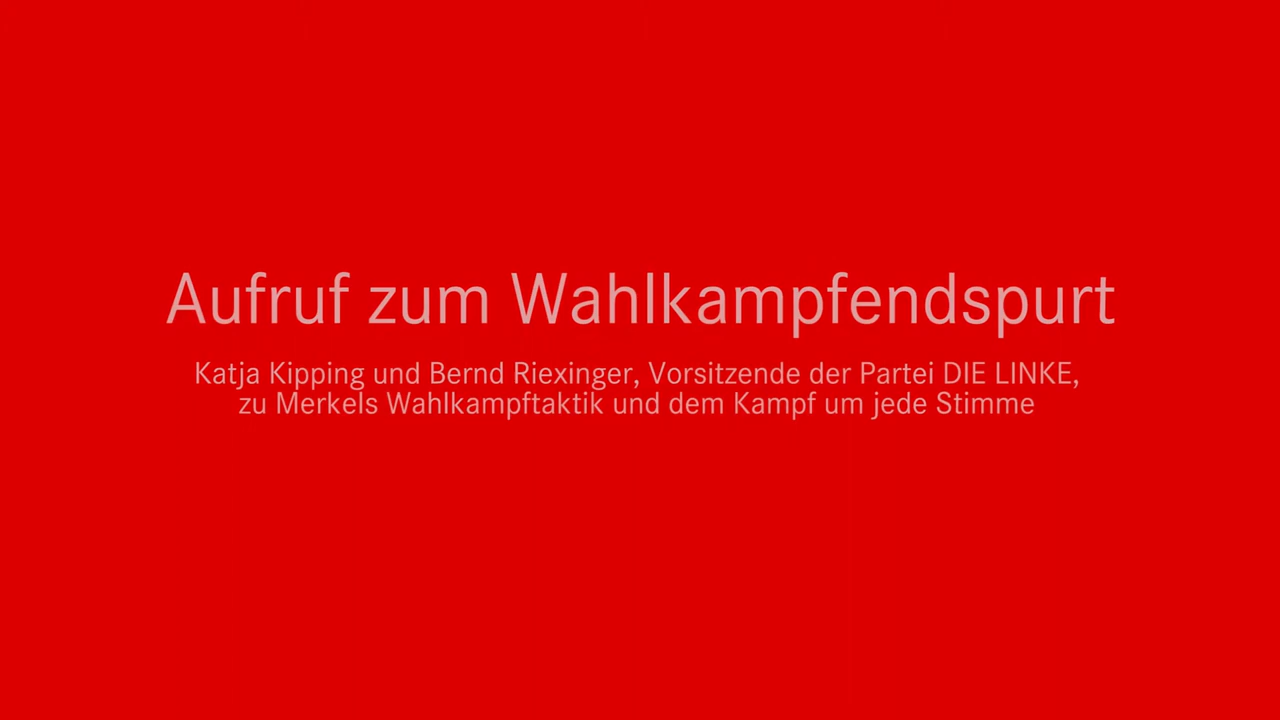 Aufruf zum Wahlkampfendspurt
Katja Kipping und Bernd Riexinger, Vorsitzende der Partei DIE LINKE,
zu Merkels Wahlkampftaktik und dem Kampf um jede Stimme